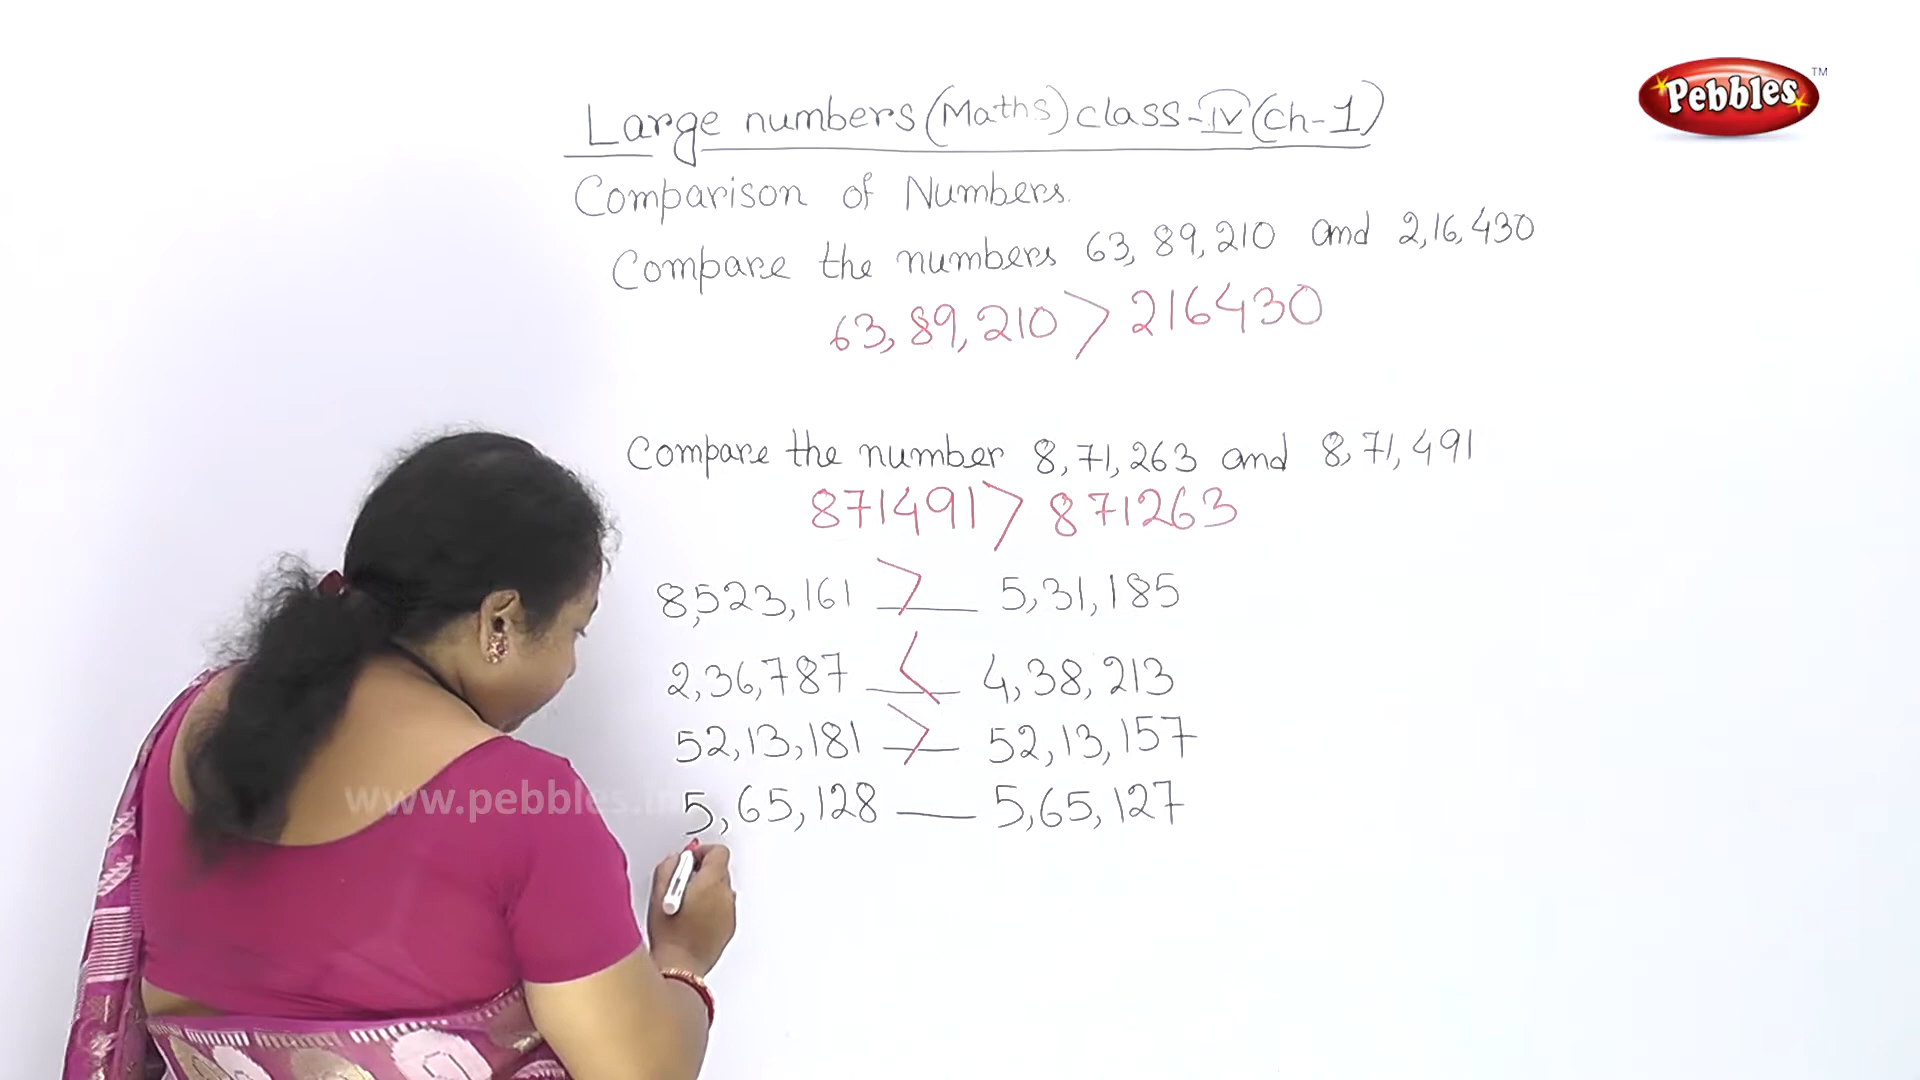 Pebbles TM
Large numbers (Maths) class-IV (Ch-1)
Comparison of Numbers.
Compare the numbers 63, 89, 210 and 2,16,430
63, 89, 210 > 216430
Compare the number 8,71,263 and 8,71,491
871491 > 871263
8,523,161 > 5,31,185
2,36,787 < 4,38,213
52,13,181 > 52,13,157
5,65,128 __ 5,65,127
www.pebbles.